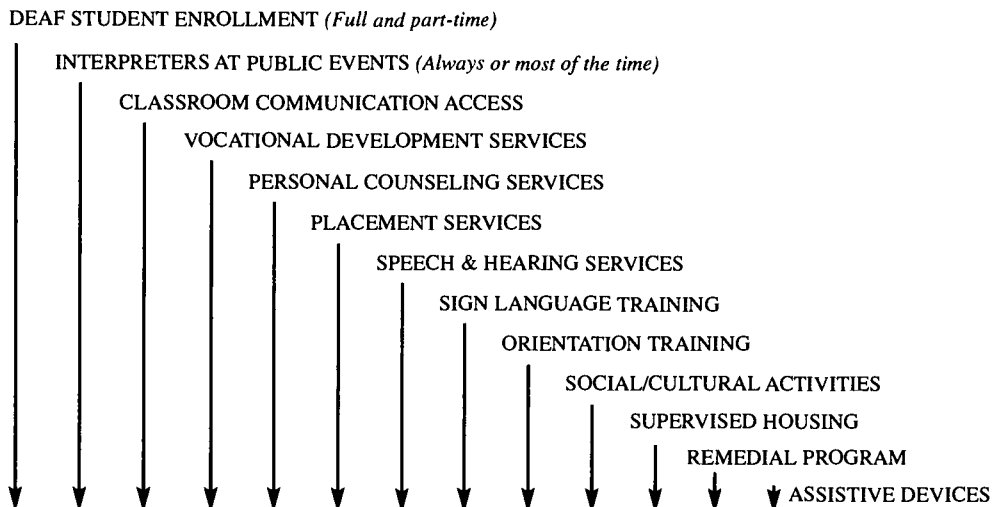 DEAF STUDENT ENROLLMENT (Full and part-time)
INTERPRETERS AT PUBLIC EVENTS (Always or most of the time)
CLASSROOM COMMUNICATION ACCESS
VOCATIONAL DEVELOPMENT SERVICES
PERSONAL COUNSELING SERVICES
PLACEMENT SERVICES
SPEECH & HEARING SERVICES
SIGN LANGUAGE TRAINING
ORIENTATION TRAINING
SOCIAL/CULTURAL ACTIVITIES
SUPERVISED HOUSING
REMEDIAL PROGRAM
ASSISTIVE DEVICES